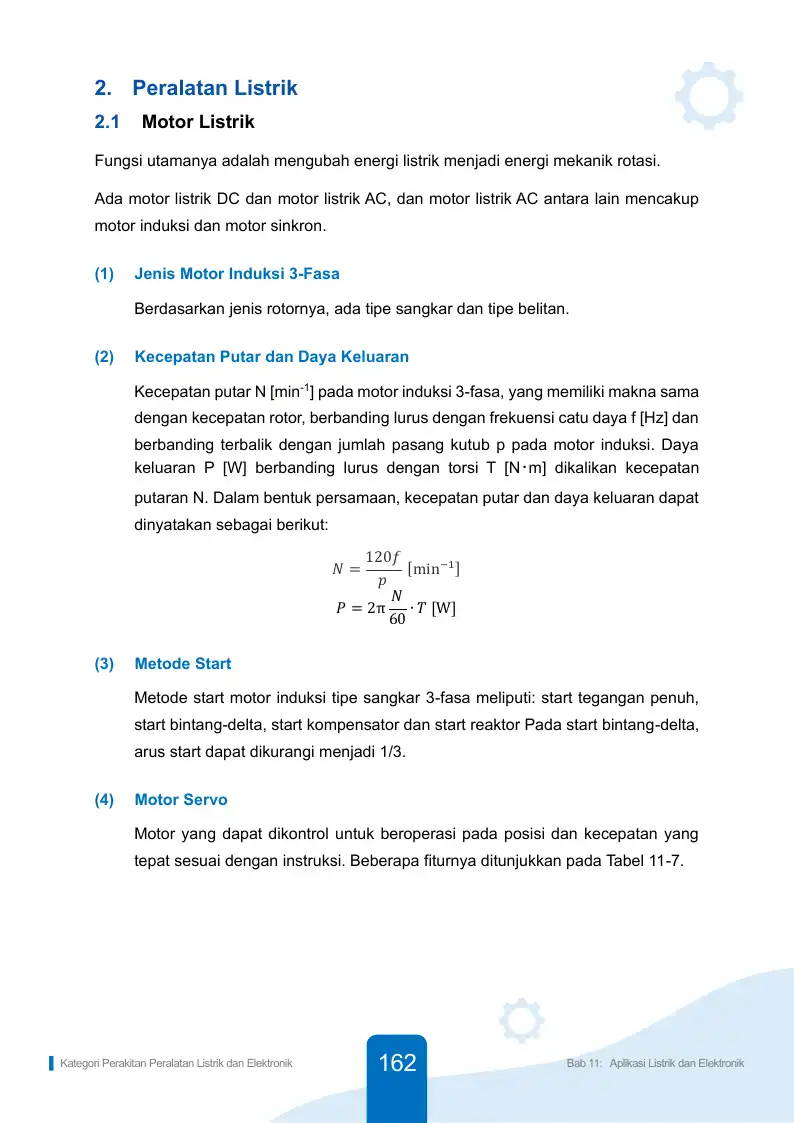 2. Peralatan Listrik
2.1 Motor Listrik
Fungsi utamanya adalah mengubah energi listrik menjadi energi mekanik rotasi.
Ada motor listrik DC dan motor listrik AC, dan motor listrik AC antara lain mencakup
motor induksi dan motor sinkron.
(1) Jenis Motor Induksi 3-Fasa
Berdasarkan jenis rotornya, ada tipe sangkar dan tipe belitan.
(2) Kecepatan Putar dan Daya Keluaran
Kecepatan putar N [min⁻¹] pada motor induksi 3-fasa, yang memiliki makna sama
dengan kecepatan rotor, berbanding lurus dengan frekuensi catu daya f [Hz] dan
berbanding terbalik dengan jumlah pasang kutub p pada motor induksi. Daya
keluaran P [W] berbanding lurus dengan torsi T [N･m] dikalikan kecepatan
putaran N. Dalam bentuk persamaan, kecepatan putar dan daya keluaran dapat
dinyatakan sebagai berikut:
N = 120f/p [min⁻¹]
P = 2π N/60 · T [W]
(3) Metode Start
Metode start motor induksi tipe sangkar 3-fasa meliputi: start tegangan penuh,
start bintang-delta, start kompensator dan start reaktor Pada start bintang-delta,
arus start dapat dikurangi menjadi 1/3.
(4) Motor Servo
Motor yang dapat dikontrol untuk beroperasi pada posisi dan kecepatan yang
tepat sesuai dengan instruksi. Beberapa fiturnya ditunjukkan pada Tabel 11-7.
Kategori Perakitan Peralatan Listrik dan Elektronik
162
Bab 11: Aplikasi Listrik dan Elektronik